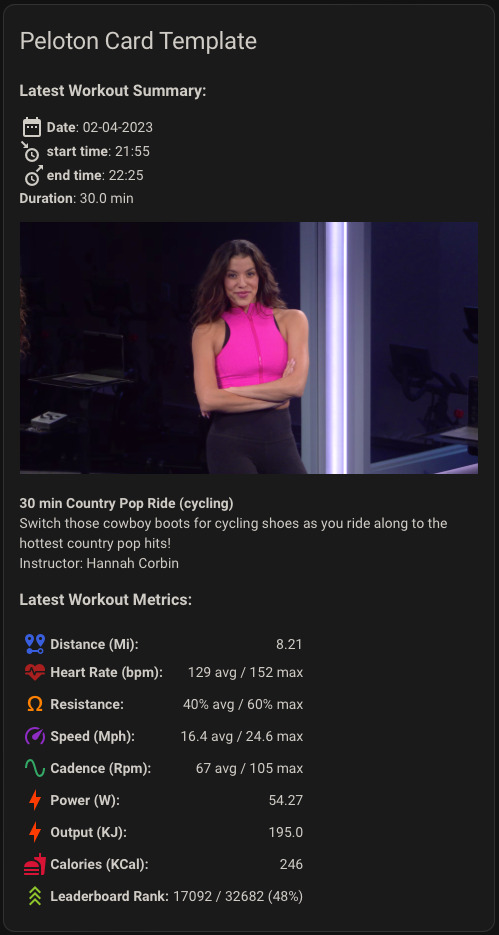 Peloton Card Template
Latest Workout Summary:
Date: 02-04-2023
start time: 21:55
end time: 22:25
Duration: 30.0 min
30 min Country Pop Ride (cycling)
Switch those cowboy boots for cycling shoes as you ride along to the
hottest country pop hits!
Instructor: Hannah Corbin
Latest Workout Metrics:
Distance (Mi): 8.21
Heart Rate (bpm): 129 avg / 152 max
Resistance: 40% avg / 60% max
Speed (Mph): 16.4 avg / 24.6 max
Cadence (Rpm): 67 avg / 105 max
Power (W): 54.27
Output (KJ): 195.0
Calories (KCal): 246
Leaderboard Rank: 17092 / 32682 (48%)